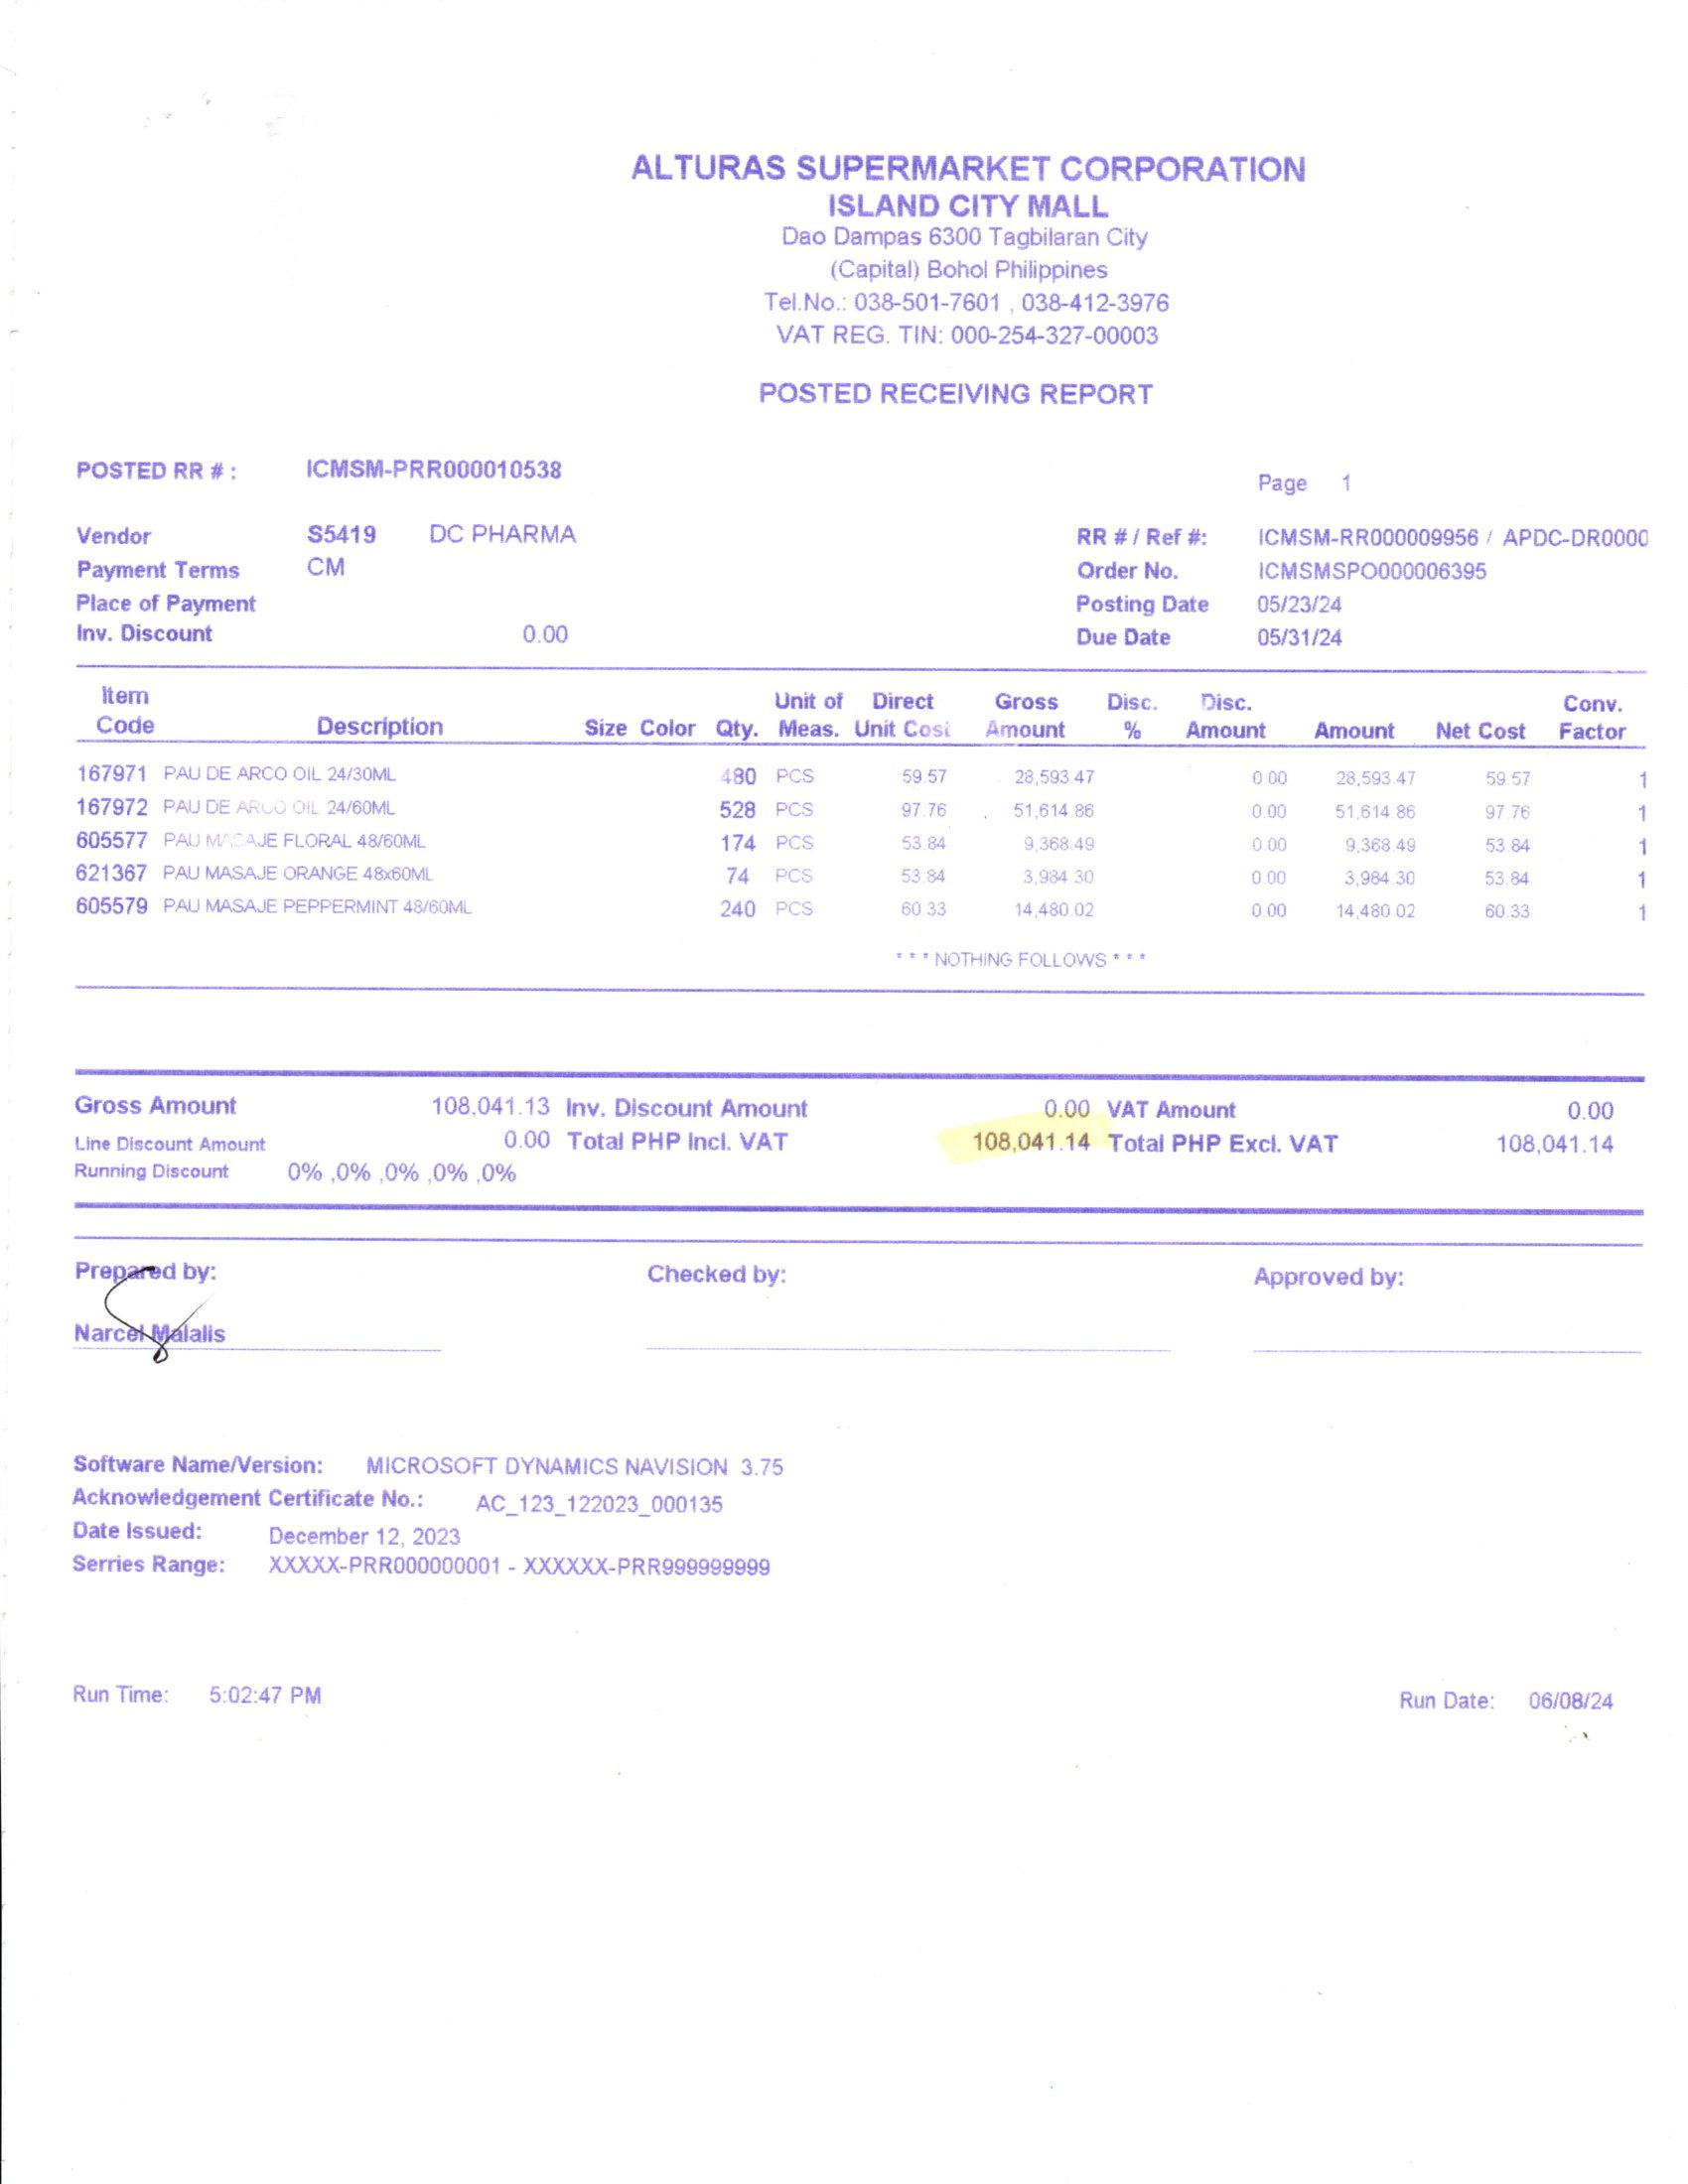 ALTURAS SUPERMARKET CORPORATION
ISLAND CITY MALL
Dao Dampas 6300 Tagbilaran City
(Capital) Bohol Philippines
Tel.No.: 038-501-7601 , 038-412-3976
VAT REG. TIN: 000-254-327-00003
POSTED RECEIVING REPORT
POSTED RR # : ICMSM-PRR000010538
Page 1
Vendor S5419 DC PHARMA RR # / Ref #: ICMSM-RR000009956 / APDC-DR0000
Payment Terms CM Order No. ICMSMSPO000006395
Place of Payment Posting Date 05/23/24
Inv. Discount 0.00 Due Date 05/31/24
Item Code Description Size Color Qty. Unit of Meas. Direct Unit Cost Gross Amount Disc. % Disc. Amount Amount Net Cost Conv. Factor
167971 PAU DE ARCO OIL 24/30ML 480 PCS 59.57 28,593.47 0.00 28,593.47 59.57 1
167972 PAU DE ARCO OIL 24/60ML 528 PCS 97.76 51,614.86 0.00 51,614.86 97.76 1
605577 PAU MASAJE FLORAL 48/60ML 174 PCS 53.84 9,368.49 0.00 9,368.49 53.84 1
621367 PAU MASAJE ORANGE 48x60ML 74 PCS 53.84 3,984.30 0.00 3,984.30 53.84 1
605579 PAU MASAJE PEPPERMINT 48/60ML 240 PCS 60.33 14,480.02 0.00 14,480.02 60.33 1
* * * NOTHING FOLLOWS * * *
Gross Amount 108,041.13 Inv. Discount Amount 0.00 VAT Amount 0.00
Line Discount Amount 0.00 Total PHP Incl. VAT 108,041.14 Total PHP Excl. VAT 108,041.14
Running Discount 0% ,0% ,0% ,0% ,0%
Prepared by: Checked by: Approved by:
Narcel Malalis
Software Name/Version: MICROSOFT DYNAMICS NAVISION 3.75
Acknowledgement Certificate No.: AC_123_122023_000135
Date Issued: December 12, 2023
Serries Range: XXXXX-PRR000000001 - XXXXXX-PRR999999999
Run Time: 5:02:47 PM Run Date: 06/08/24